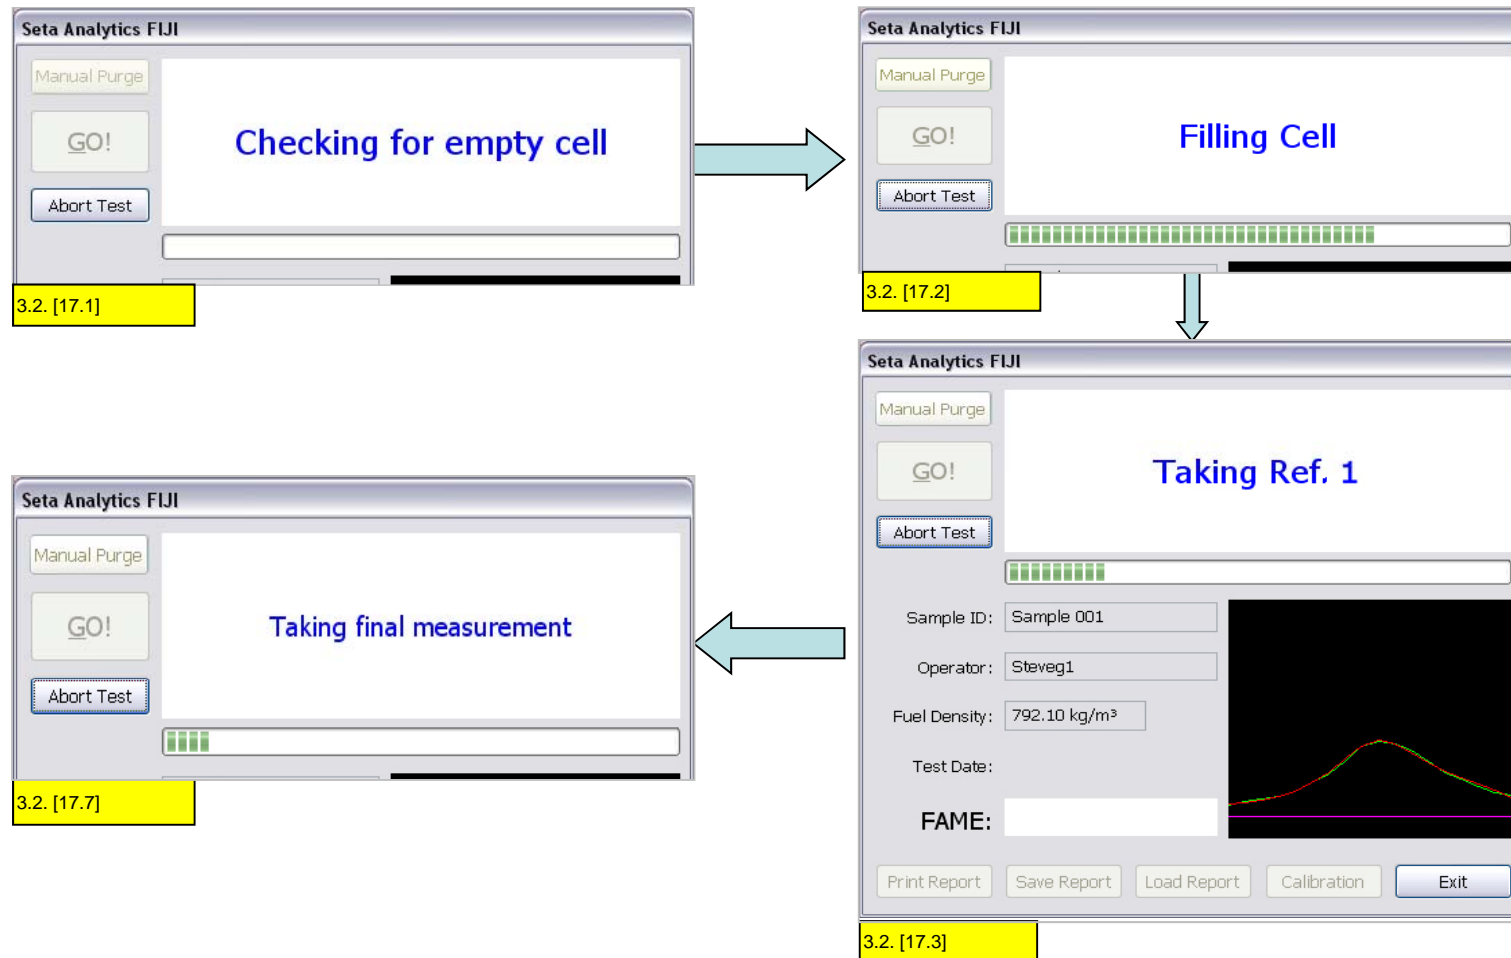 Seta Analytics FIJI
Manual Purge
GO!
Abort Test
Checking for empty cell
3.2. [17.1]
Seta Analytics FIJI
Manual Purge
GO!
Abort Test
Filling Cell
3.2. [17.2]
Seta Analytics FIJI
Manual Purge
GO!
Abort Test
Taking Ref. 1
Sample ID: Sample 001
Operator: Steveg1
Fuel Density: 792.10 kg/m³
Test Date:
FAME:
Print Report Save Report Load Report Calibration Exit
3.2. [17.3]
Seta Analytics FIJI
Manual Purge
GO!
Abort Test
Taking final measurement
3.2. [17.7]